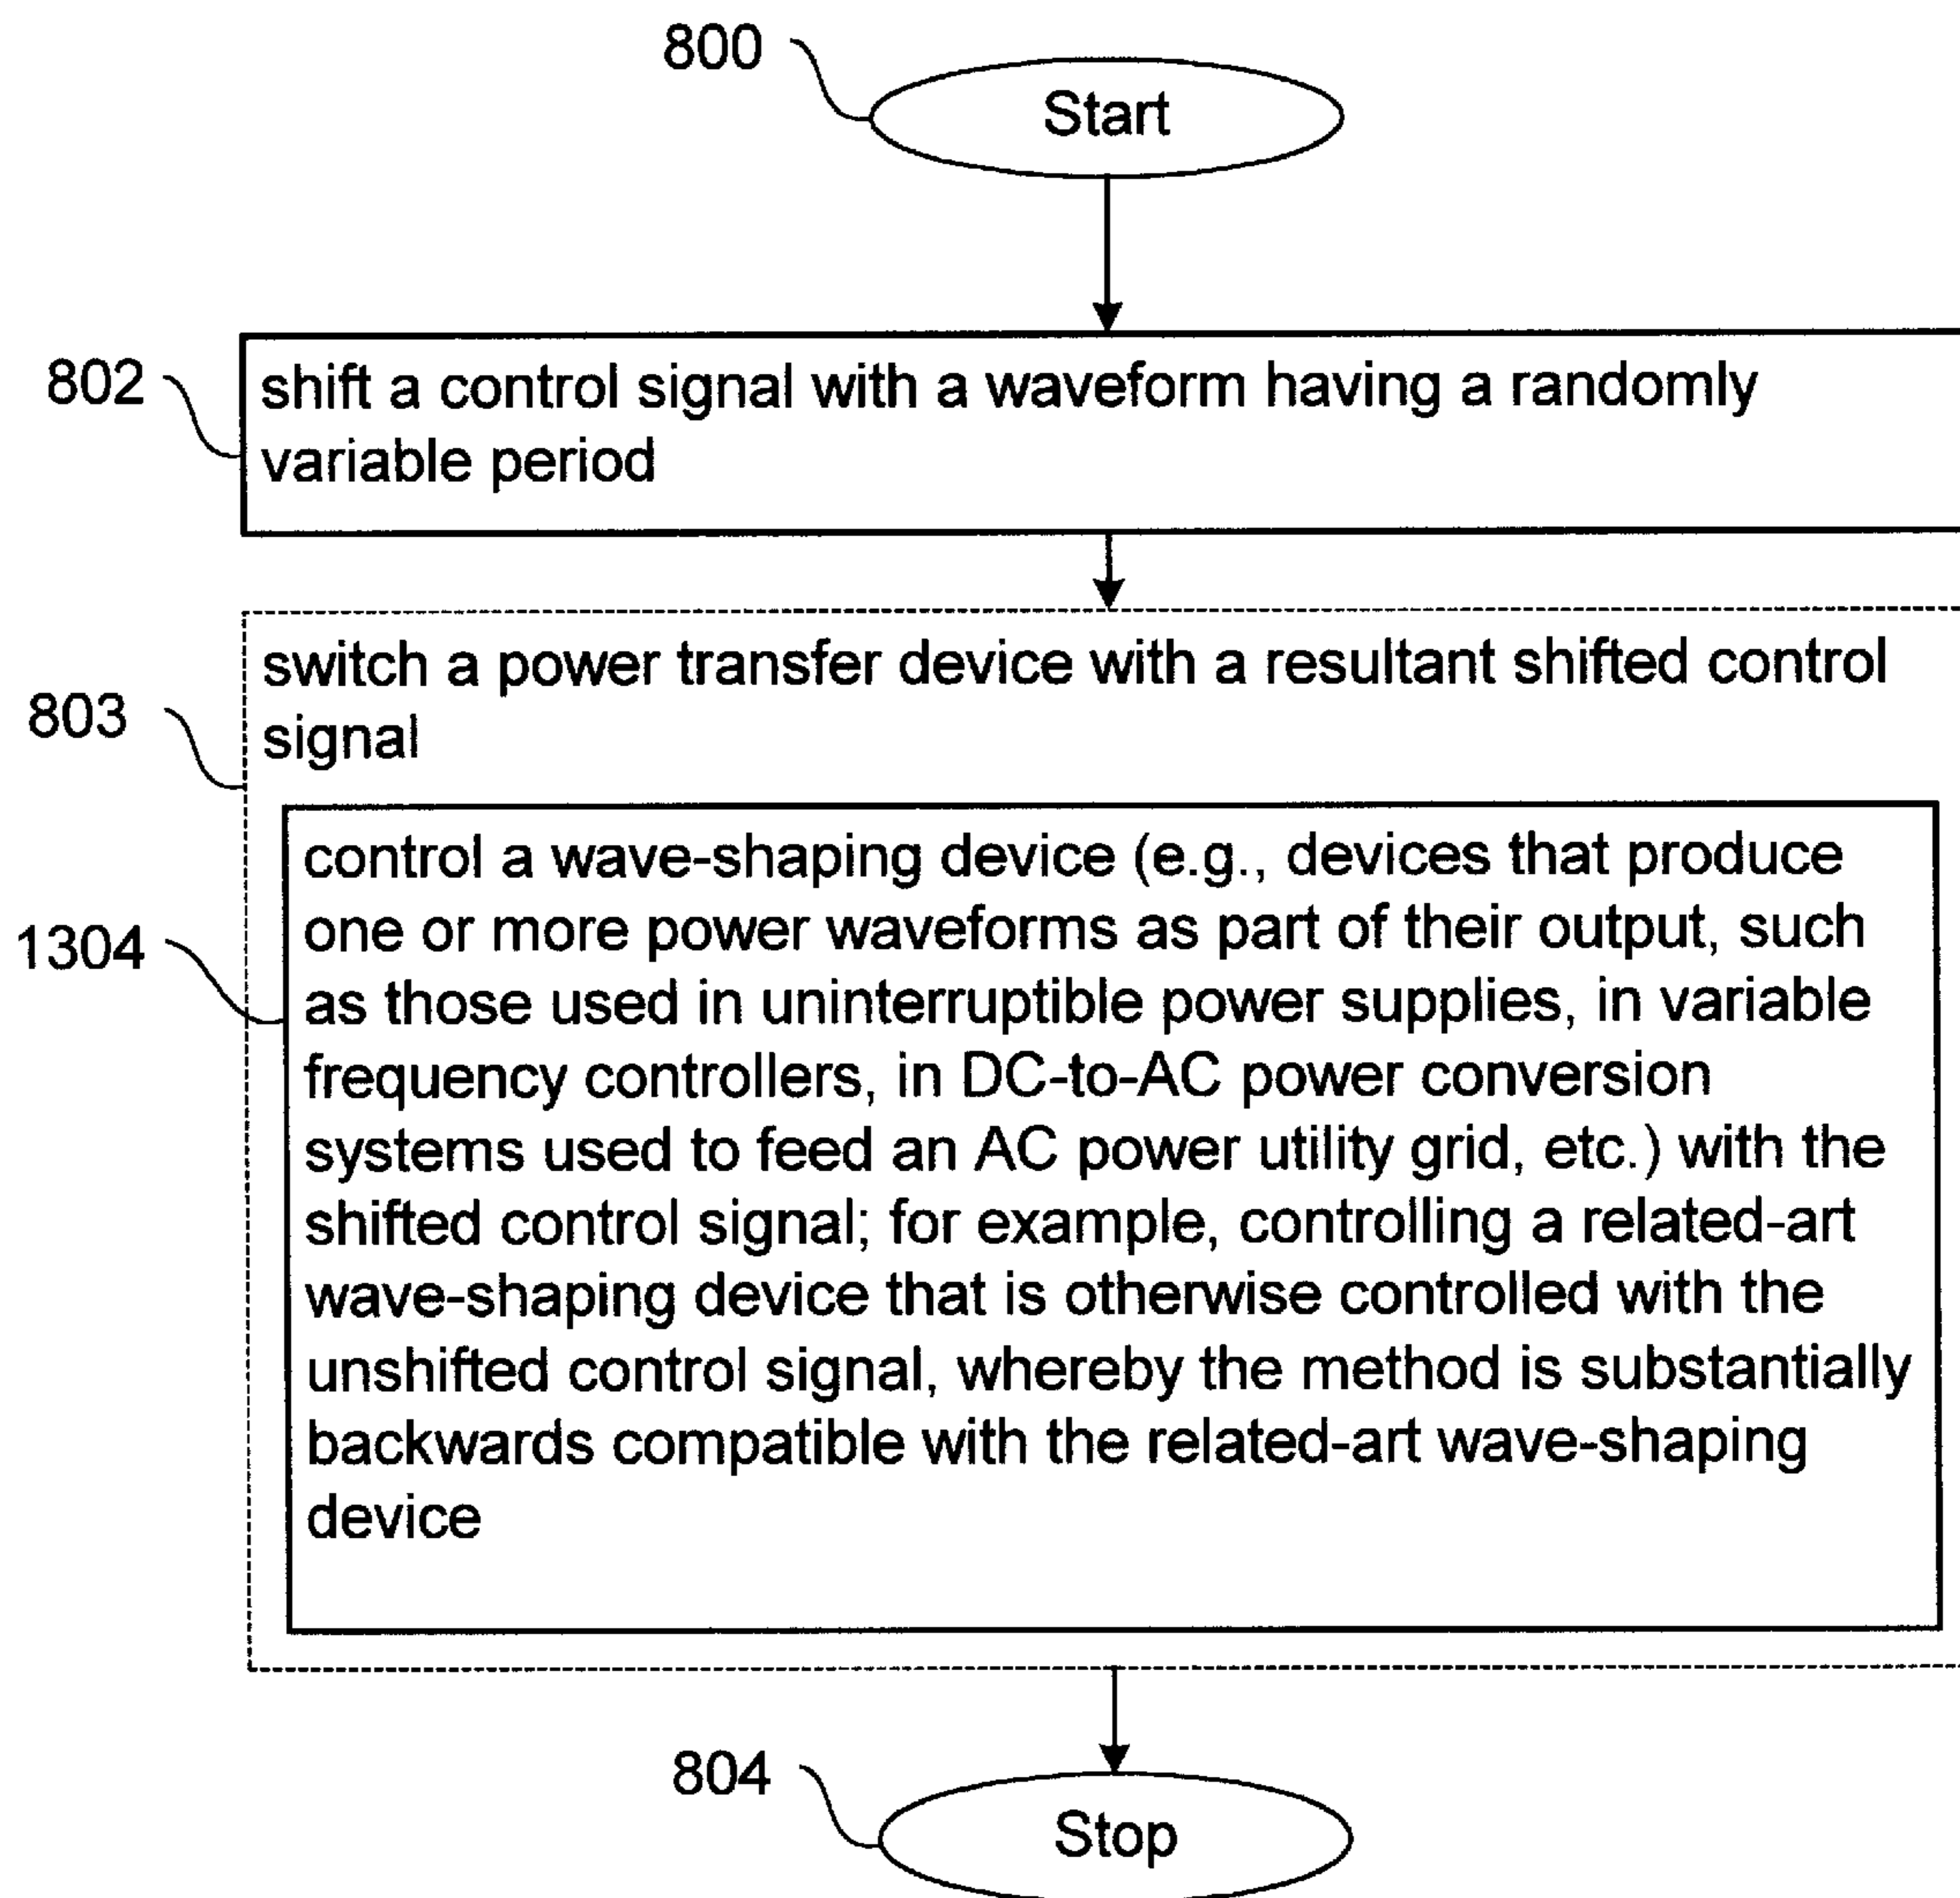 800
Start
802
shift a control signal with a waveform having a randomly
variable period
803
switch a power transfer device with a resultant shifted control
signal
1304
control a wave-shaping device (e.g., devices that produce
one or more power waveforms as part of their output, such
as those used in uninterruptible power supplies, in variable
frequency controllers, in DC-to-AC power conversion
systems used to feed an AC power utility grid, etc.) with the
shifted control signal; for example, controlling a related-art
wave-shaping device that is otherwise controlled with the
unshifted control signal, whereby the method is substantially
backwards compatible with the related-art wave-shaping
device
804
Stop